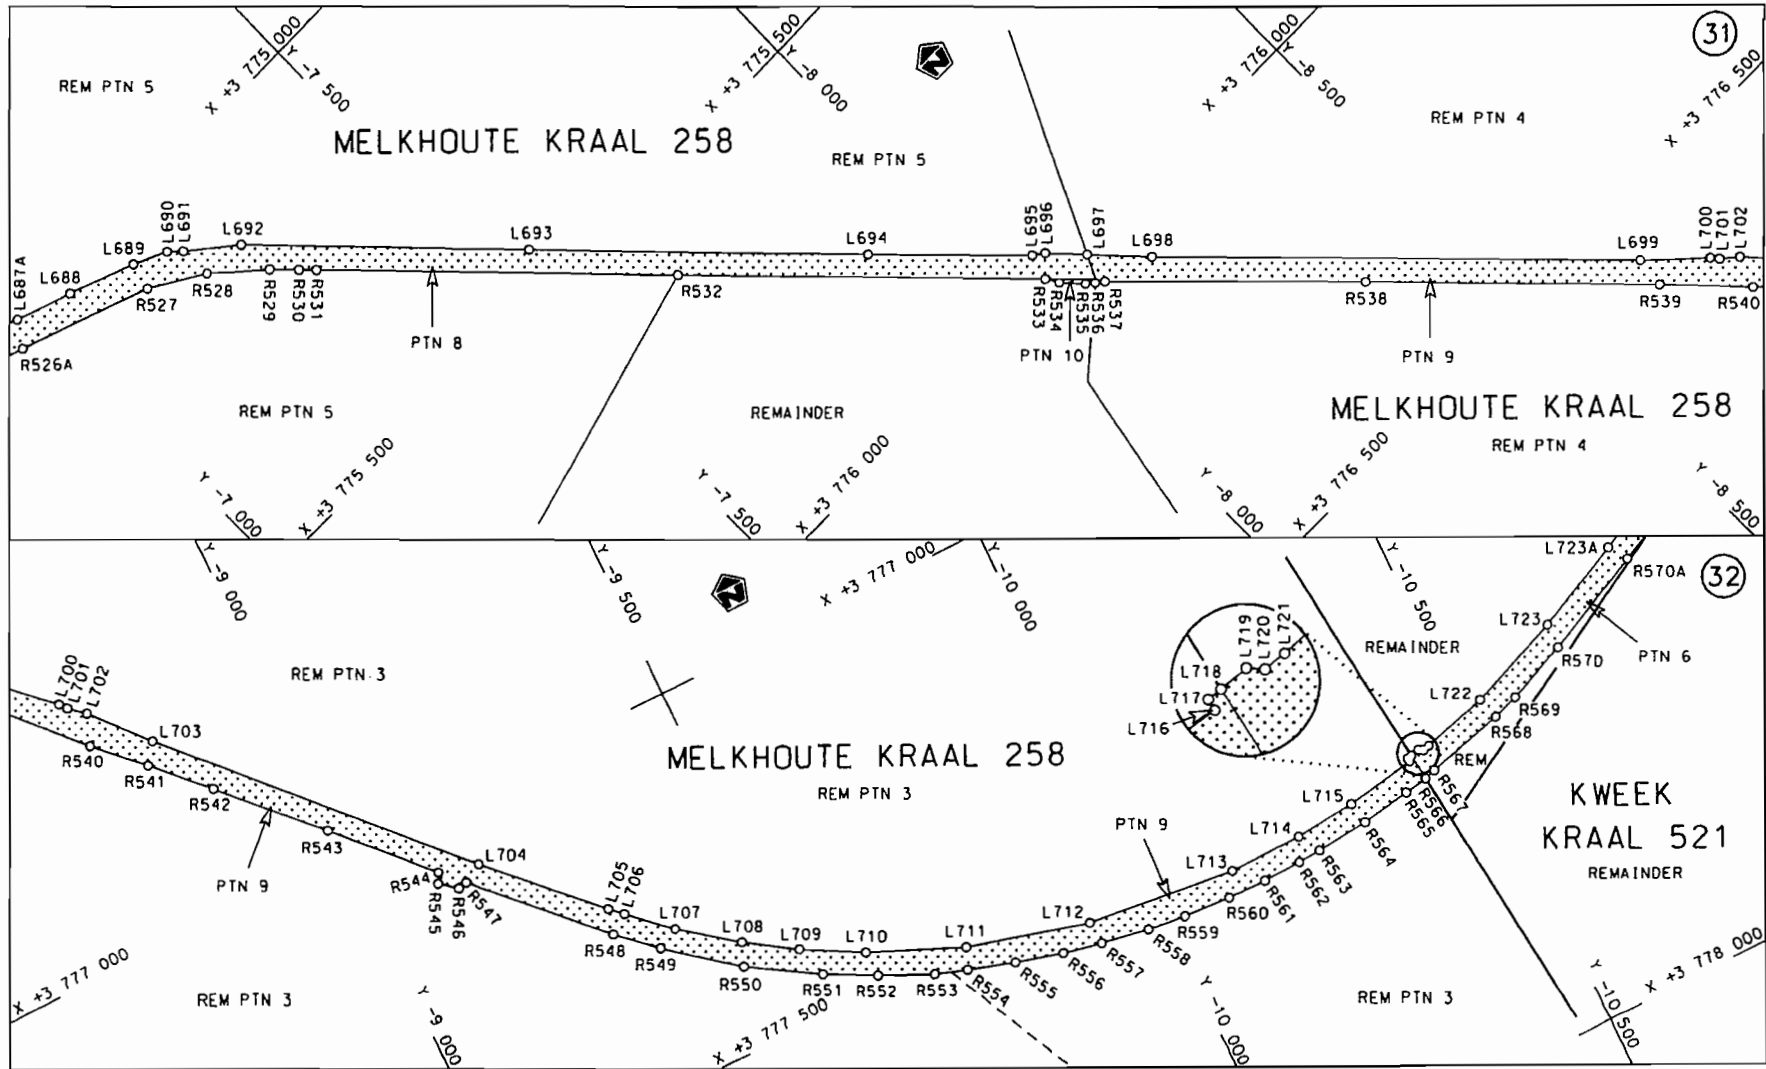 31
X +3 775 000
Y -7 500
X +3 775 500
Y -8 000
X +3 776 000
Y -8 500
X +3 776 500
REM PTN 5
MELKHOUTE KRAAL 258
REM PTN 5
REM PTN 4
L687A
L688
L689
L690
L691
L692
L693
L694
L695
L696
L697
L698
L699
L700
L701
L702
R526A
R527
R528
R529
R530
R531
R532
R533
R534
R535
R536
R537
R538
R539
R540
PTN 8
PTN 10
PTN 9
REM PTN 5
REMAINDER
MELKHOUTE KRAAL 258
REM PTN 4
Y -7 000
X +3 775 500
Y -7 500
X +3 776 000
Y -8 000
X +3 776 500
Y -8 500
32
Y -9 000
Y -9 500
X +3 777 000
Y -10 000
Y -10 500
REM PTN 3
MELKHOUTE KRAAL 258
REM PTN 3
REMAINDER
L700
L701
L702
L703
L704
L705
L706
L707
L708
L709
L710
L711
L712
L713
L714
L715
L716
L717
L718
L719
L720
L721
L722
L723
L723A
R540
R541
R542
R543
R544
R545
R546
R547
R548
R549
R550
R551
R552
R553
R554
R555
R556
R557
R558
R559
R560
R561
R562
R563
R564
R565
R566
R567
R568
R569
R570
R570A
PTN 9
PTN 9
PTN 6
REM
KWEEK
KRAAL 521
REMAINDER
REM PTN 3
REM PTN 3
X +3 777 000
Y -9 000
X +3 777 500
Y -10 000
Y -10 500
X +3 778 000